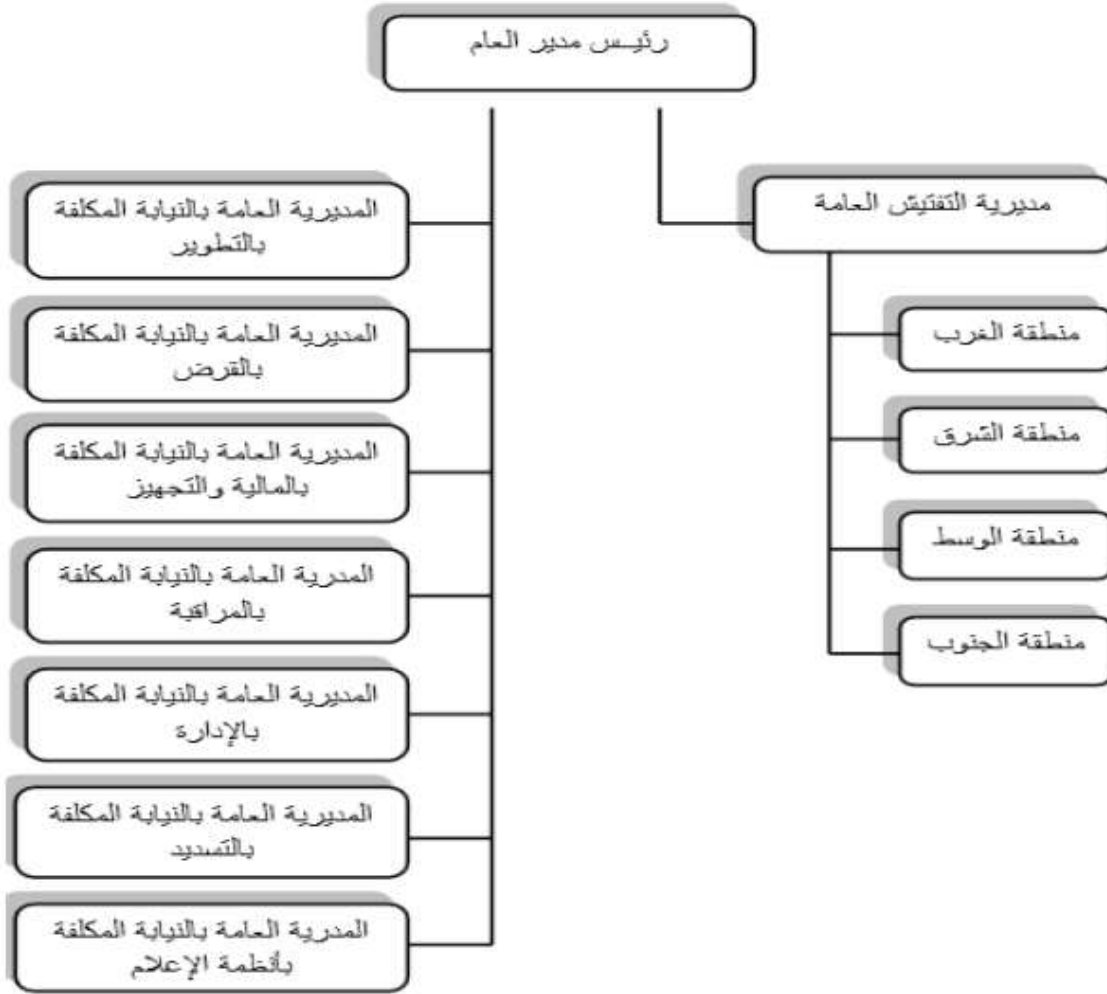 رئيس مدير العام
مديرية التفتيش العامة
منطقة الغرب
منطقة الشرق
منطقة الوسط
منطقة الجنوب
المديرية العامة بالنيابة المكلفة
بالتطوير
المديرية العامة بالنيابة المكلفة
بالقرض
المديرية العامة بالنيابة المكلفة
بالمالية والتجهيز
المدرية العامة بالنيابة المكلفة
بالمراقبة
المديرية العامة بالنيابة المكلفة
بالإدارة
المديرية العامة بالنيابة المكلفة
بالتسديد
المدرية العامة بالنيابة المكلفة
بأنظمة الإعلام